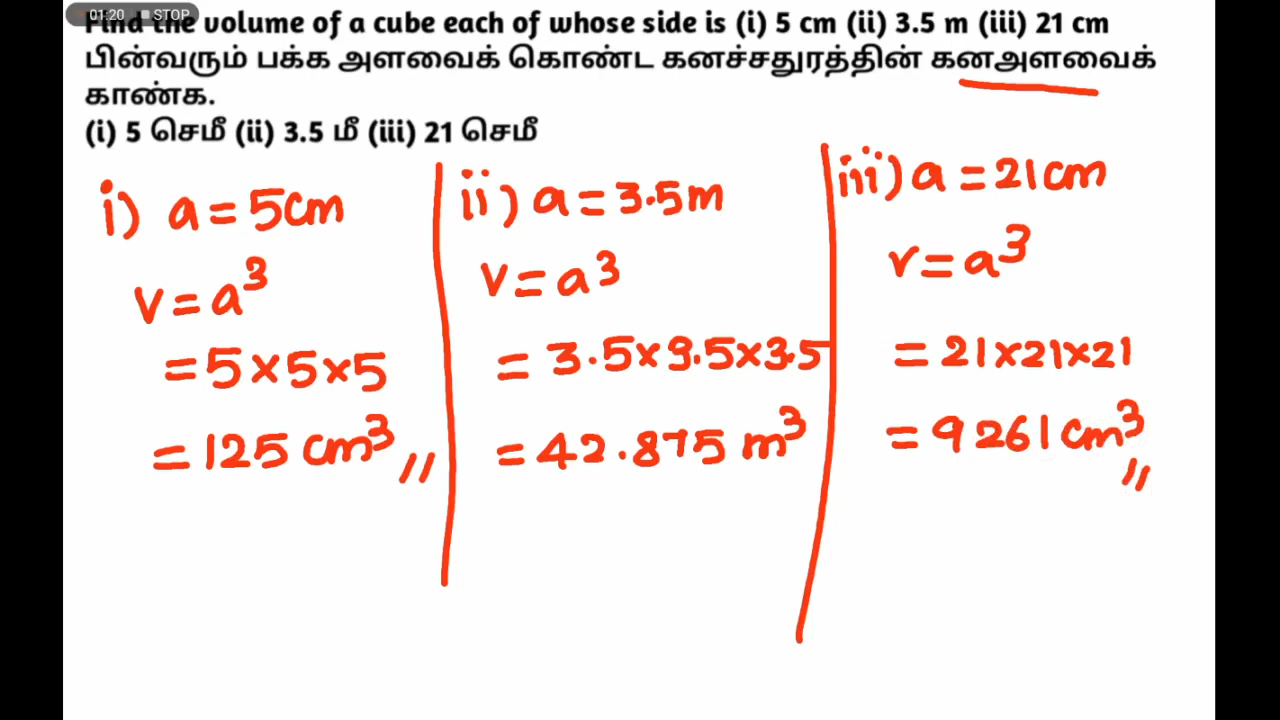 01:20 STOP
Find the volume of a cube each of whose side is (i) 5 cm (ii) 3.5 m (iii) 21 cm
பின்வரும் பக்க அளவைக் கொண்ட கனச்சதுரத்தின் கனஅளவைக்
காண்க.
(i) 5 செமீ (ii) 3.5 மீ (iii) 21 செமீ
i) a = 5cm
v = a³
= 5 x 5 x 5
= 125 cm³ //
ii) a = 3.5m
v = a³
= 3.5 x 3.5 x 3.5
= 42.875 m³
iii) a = 21cm
v = a³
= 21 x 21 x 21
= 9261 cm³ //